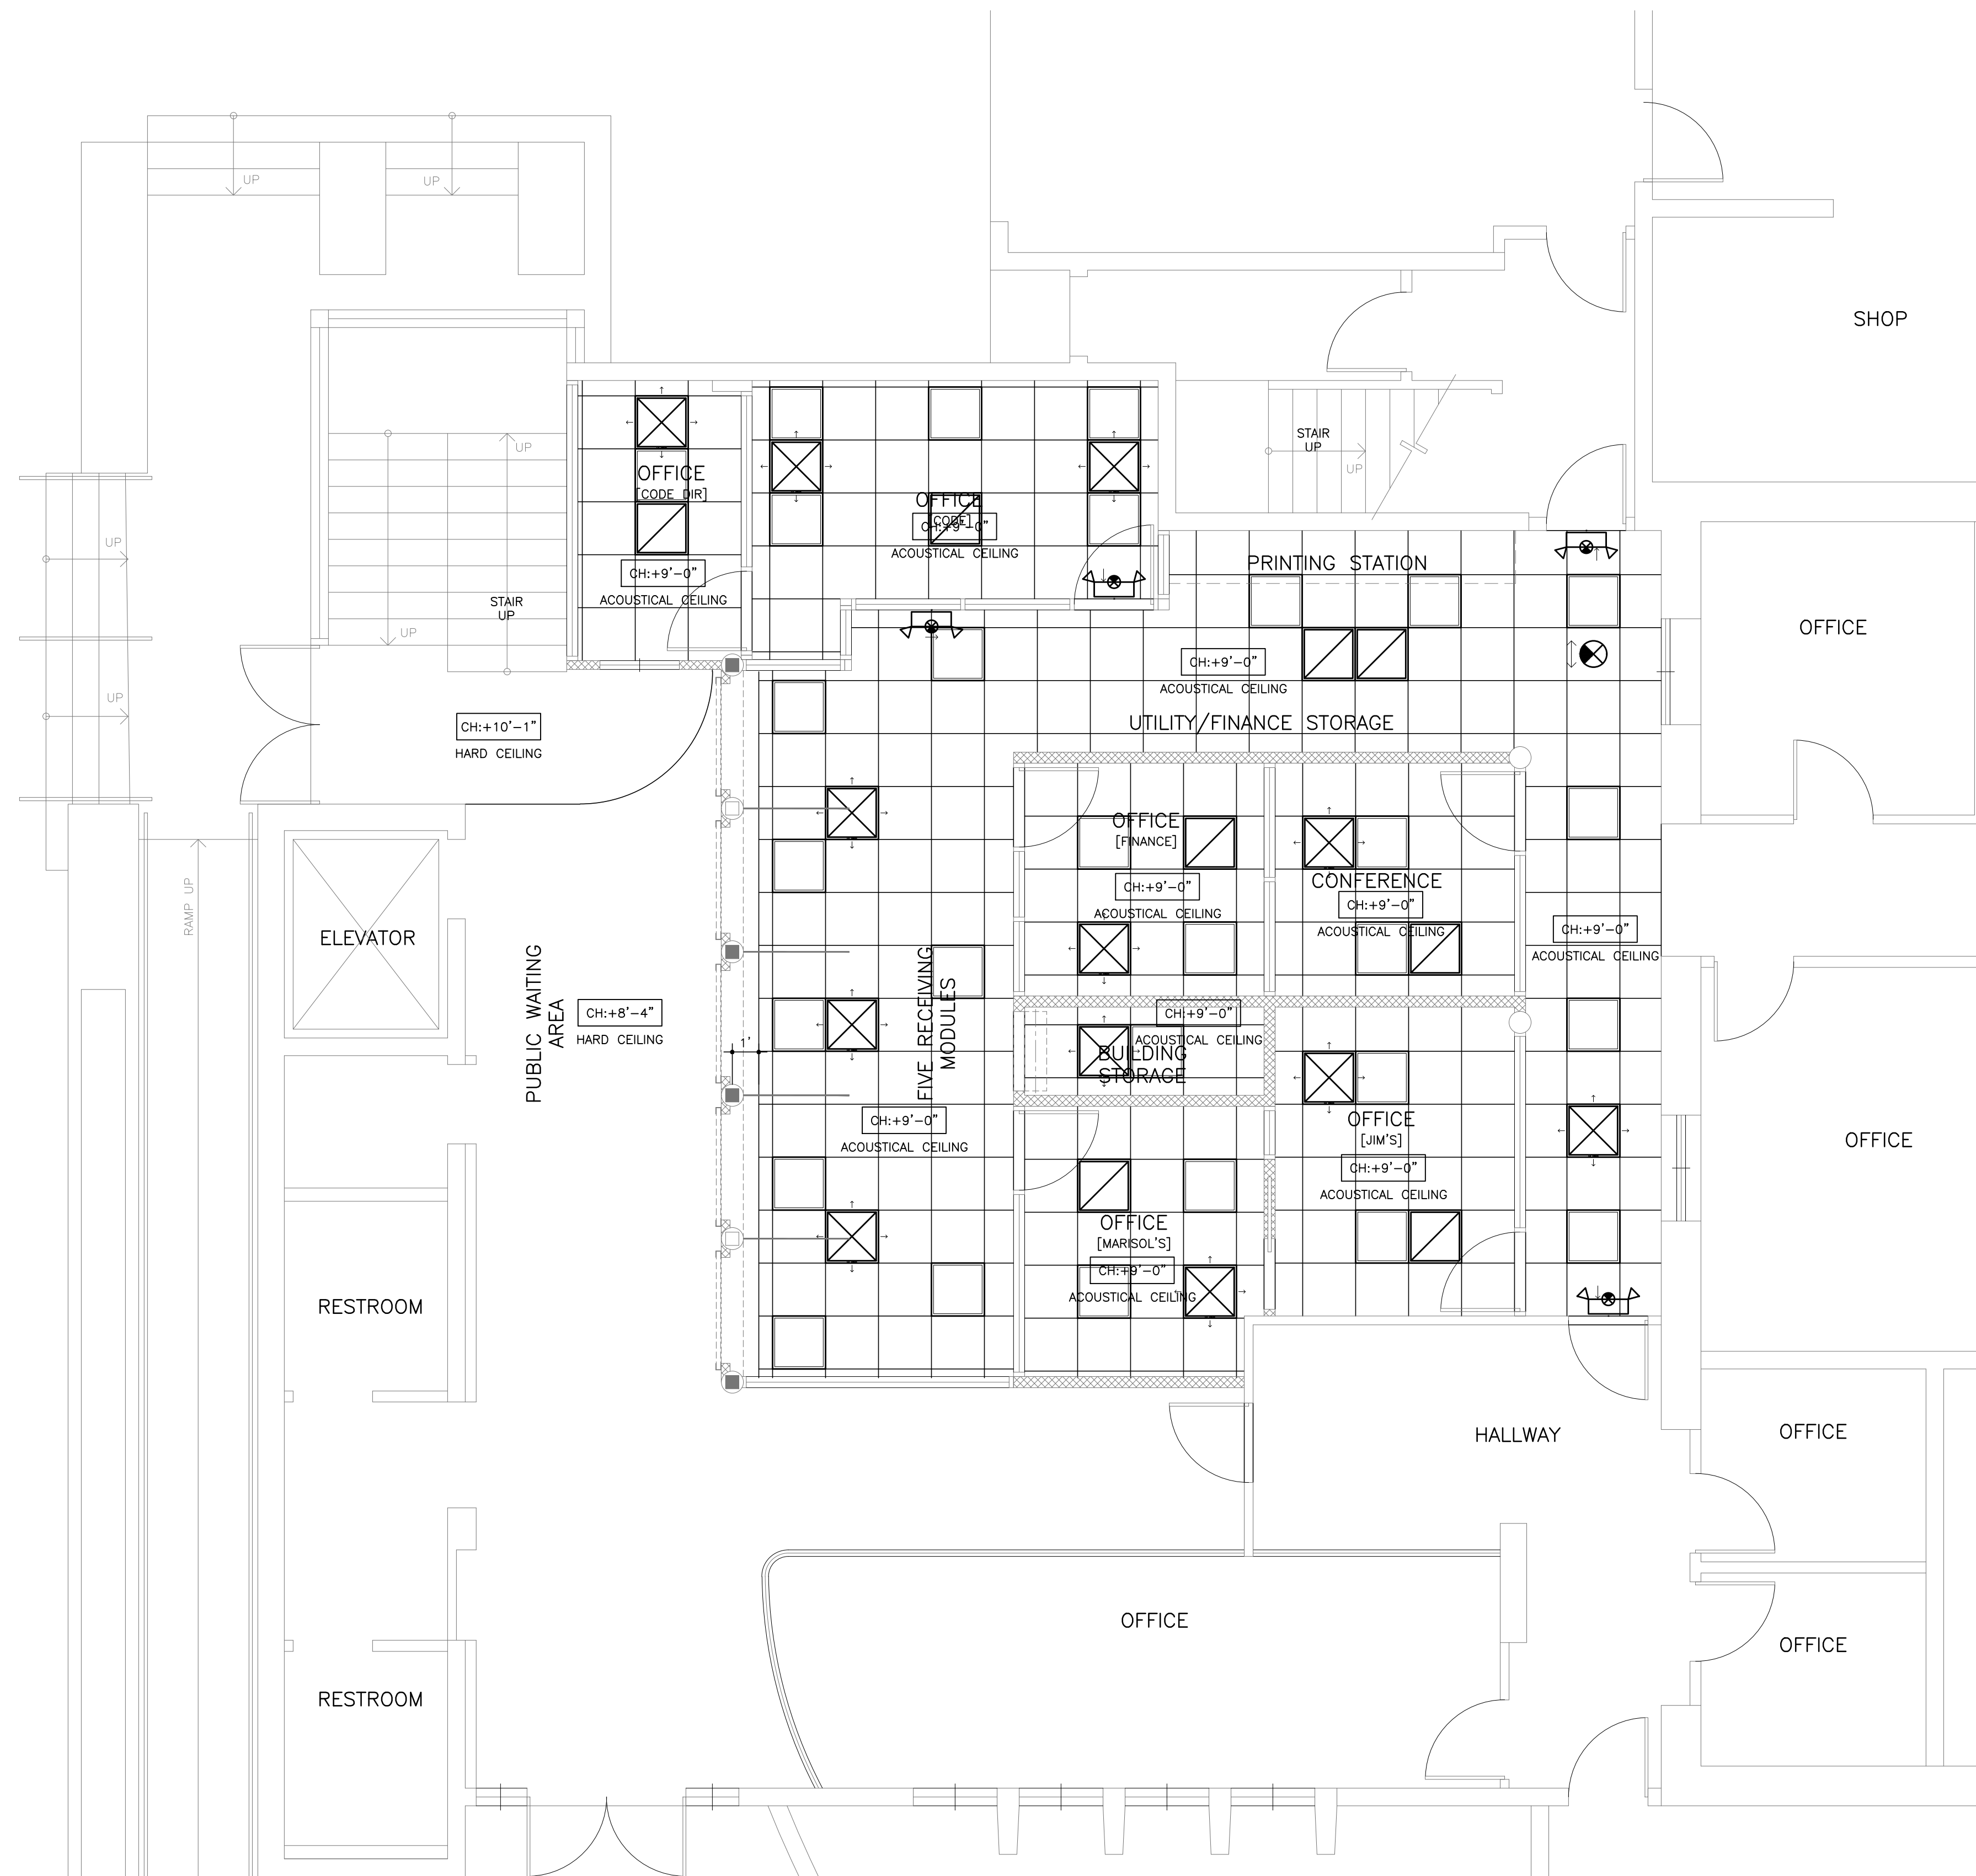 UP
UP
SHOP
STAIR
UP
UP
UP
OFFICE
[CODE DIR]
OFFICE
[CODE]
CH:+9'-0"
ACOUSTICAL CEILING
UP
PRINTING STATION
CH:+9'-0"
ACOUSTICAL CEILING
STAIR
UP
UP
OFFICE
CH:+9'-0"
ACOUSTICAL CEILING
UP
UTILITY/FINANCE STORAGE
CH:+10'-1"
HARD CEILING
OFFICE
[FINANCE]
CH:+9'-0"
ACOUSTICAL CEILING
CONFERENCE
CH:+9'-0"
ACOUSTICAL CEILING
CH:+9'-0"
ACOUSTICAL CEILING
RAMP UP
ELEVATOR
PUBLIC WAITING
AREA
CH:+8'-4"
HARD CEILING
1'
FIVE RECEIVING
MODULES
CH:+9'-0"
ACOUSTICAL CEILING
CH:+9'-0"
ACOUSTICAL CEILING
BUILDING
STORAGE
OFFICE
[JIM'S]
CH:+9'-0"
ACOUSTICAL CEILING
OFFICE
OFFICE
[MARISOL'S]
CH:+9'-0"
ACOUSTICAL CEILING
RESTROOM
HALLWAY
OFFICE
OFFICE
OFFICE
RESTROOM